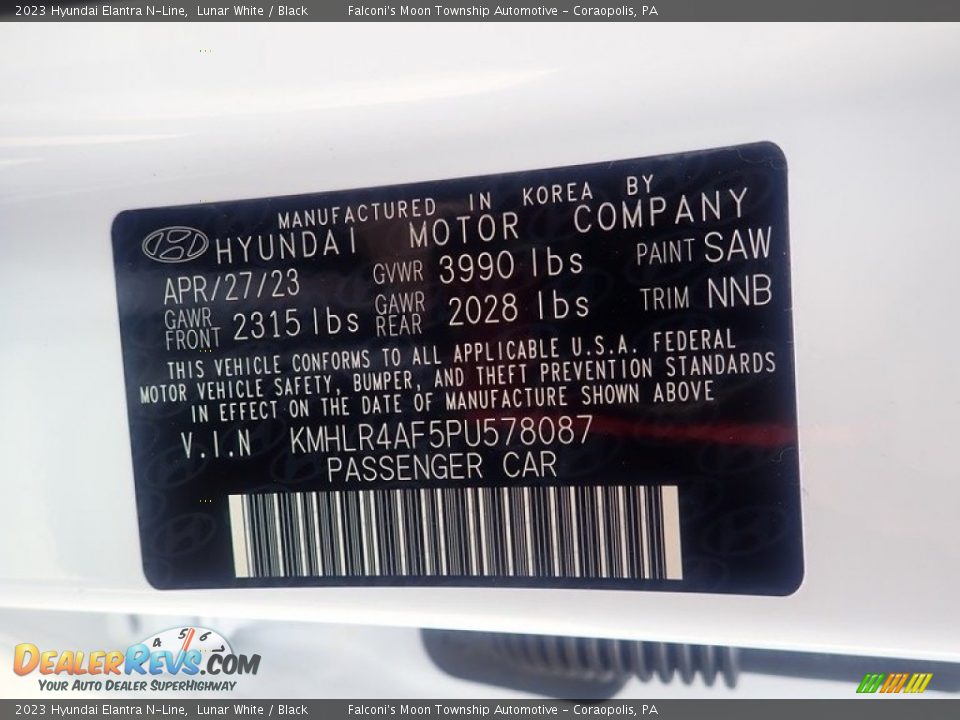 2023 Hyundai Elantra N-Line, Lunar White / Black Falconi's Moon Township Automotive - Coraopolis, PA
MANUFACTURED IN KOREA BY
HYUNDAI MOTOR COMPANY
APR/27/23 GVWR 3990 lbs PAINT SAW
GAWR FRONT 2315 lbs GAWR REAR 2028 lbs TRIM NNB
THIS VEHICLE CONFORMS TO ALL APPLICABLE U.S.A. FEDERAL
MOTOR VEHICLE SAFETY, BUMPER, AND THEFT PREVENTION STANDARDS
IN EFFECT ON THE DATE OF MANUFACTURE SHOWN ABOVE
V.I.N KMHLR4AF5PU578087
PASSENGER CAR
4 5 6
DEALERREVS.COM
YOUR AUTO DEALER SUPERHIGHWAY
2023 Hyundai Elantra N-Line, Lunar White / Black Falconi's Moon Township Automotive - Coraopolis, PA